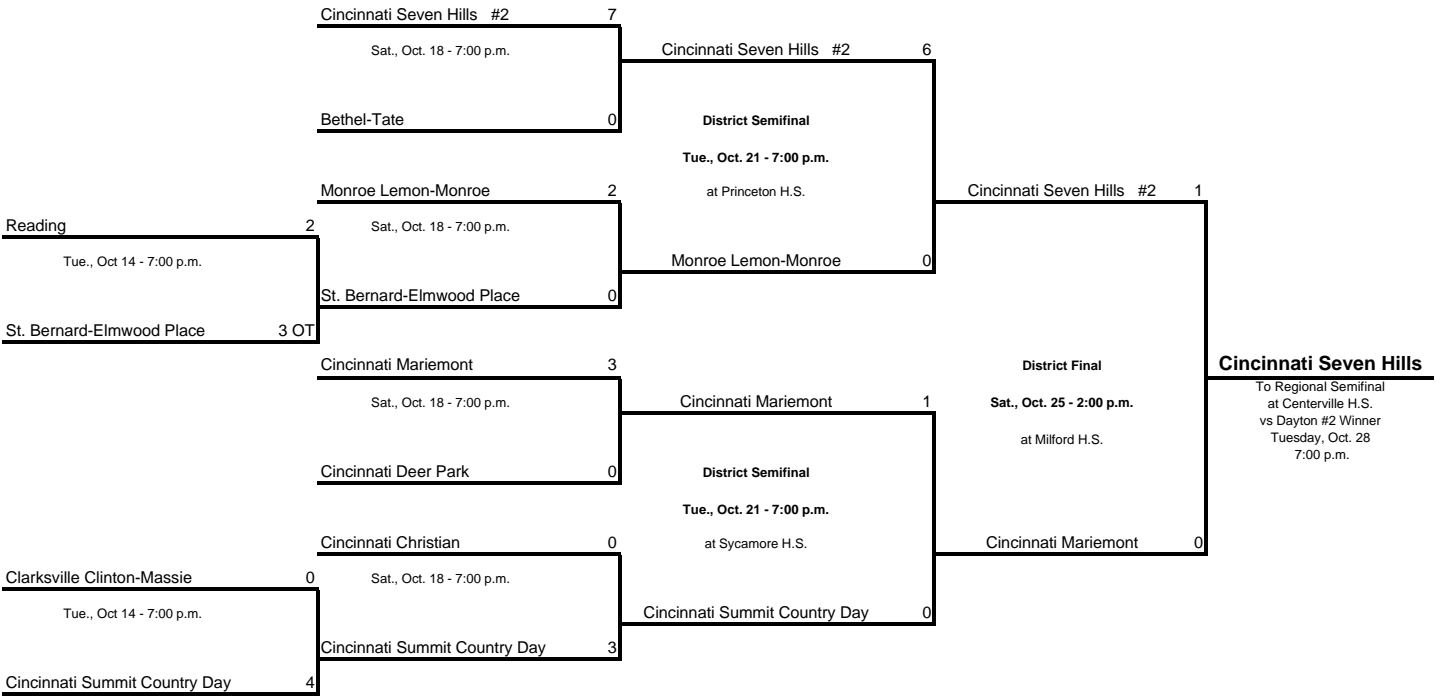 Cincinnati Seven Hills #2 7
Sat., Oct. 18 - 7:00 p.m.
Cincinnati Seven Hills #2 6
Bethel-Tate 0
District Semifinal
Tue., Oct. 21 - 7:00 p.m.
Monroe Lemon-Monroe 2
at Princeton H.S.
Cincinnati Seven Hills #2 1
Reading 2
Sat., Oct. 18 - 7:00 p.m.
Tue., Oct 14 - 7:00 p.m.
Monroe Lemon-Monroe 0
St. Bernard-Elmwood Place 0
St. Bernard-Elmwood Place 3 OT
Cincinnati Mariemont 3
District Final
Cincinnati Seven Hills
Sat., Oct. 18 - 7:00 p.m.
Cincinnati Mariemont 1
Sat., Oct. 25 - 2:00 p.m.
To Regional Semifinal
at Centerville H.S.
vs Dayton #2 Winner
Tuesday, Oct. 28
7:00 p.m.
at Milford H.S.
Cincinnati Deer Park 0
District Semifinal
Tue., Oct. 21 - 7:00 p.m.
Cincinnati Christian 0
at Sycamore H.S.
Cincinnati Mariemont 0
Clarksville Clinton-Massie 0
Sat., Oct. 18 - 7:00 p.m.
Tue., Oct 14 - 7:00 p.m.
Cincinnati Summit Country Day 0
Cincinnati Summit Country Day 3
Cincinnati Summit Country Day 4